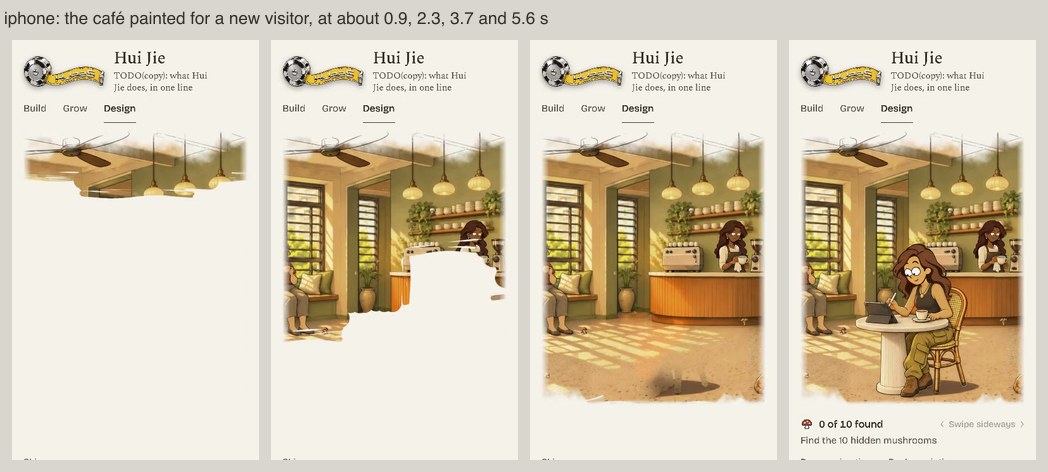 iphone: the café painted for a new visitor, at about 0.9, 2.3, 3.7 and 5.6 s
Hui Jie
TODO(copy): what Hui
Jie does, in one line
Build Grow Design
Hui Jie
TODO(copy): what Hui
Jie does, in one line
Build Grow Design
Hui Jie
TODO(copy): what Hui
Jie does, in one line
Build Grow Design
Hui Jie
TODO(copy): what Hui
Jie does, in one line
Build Grow Design
0 of 10 found
< Swipe sideways >
Find the 10 hidden mushrooms